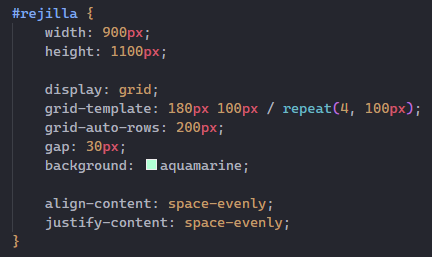 #rejilla {
width: 900px;
height: 1100px;
display: grid;
grid-template: 180px 100px / repeat(4, 100px);
grid-auto-rows: 200px;
gap: 30px;
background: aquamarine;
align-content: space-evenly;
justify-content: space-evenly;
}